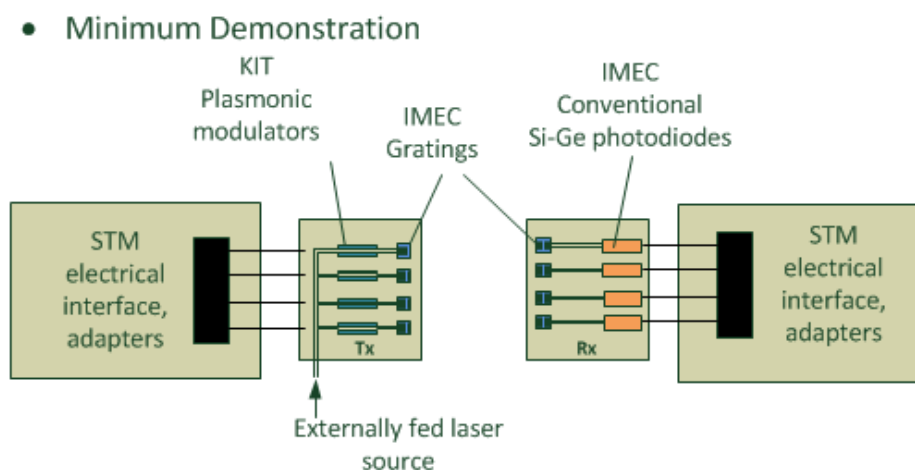 • Minimum Demonstration
KIT
Plasmonic
modulators
IMEC
Gratings
IMEC
Conventional
Si-Ge photodiodes
STM
electrical
interface,
adapters
Tx
Rx
STM
electrical
interface,
adapters
Externally fed laser
source